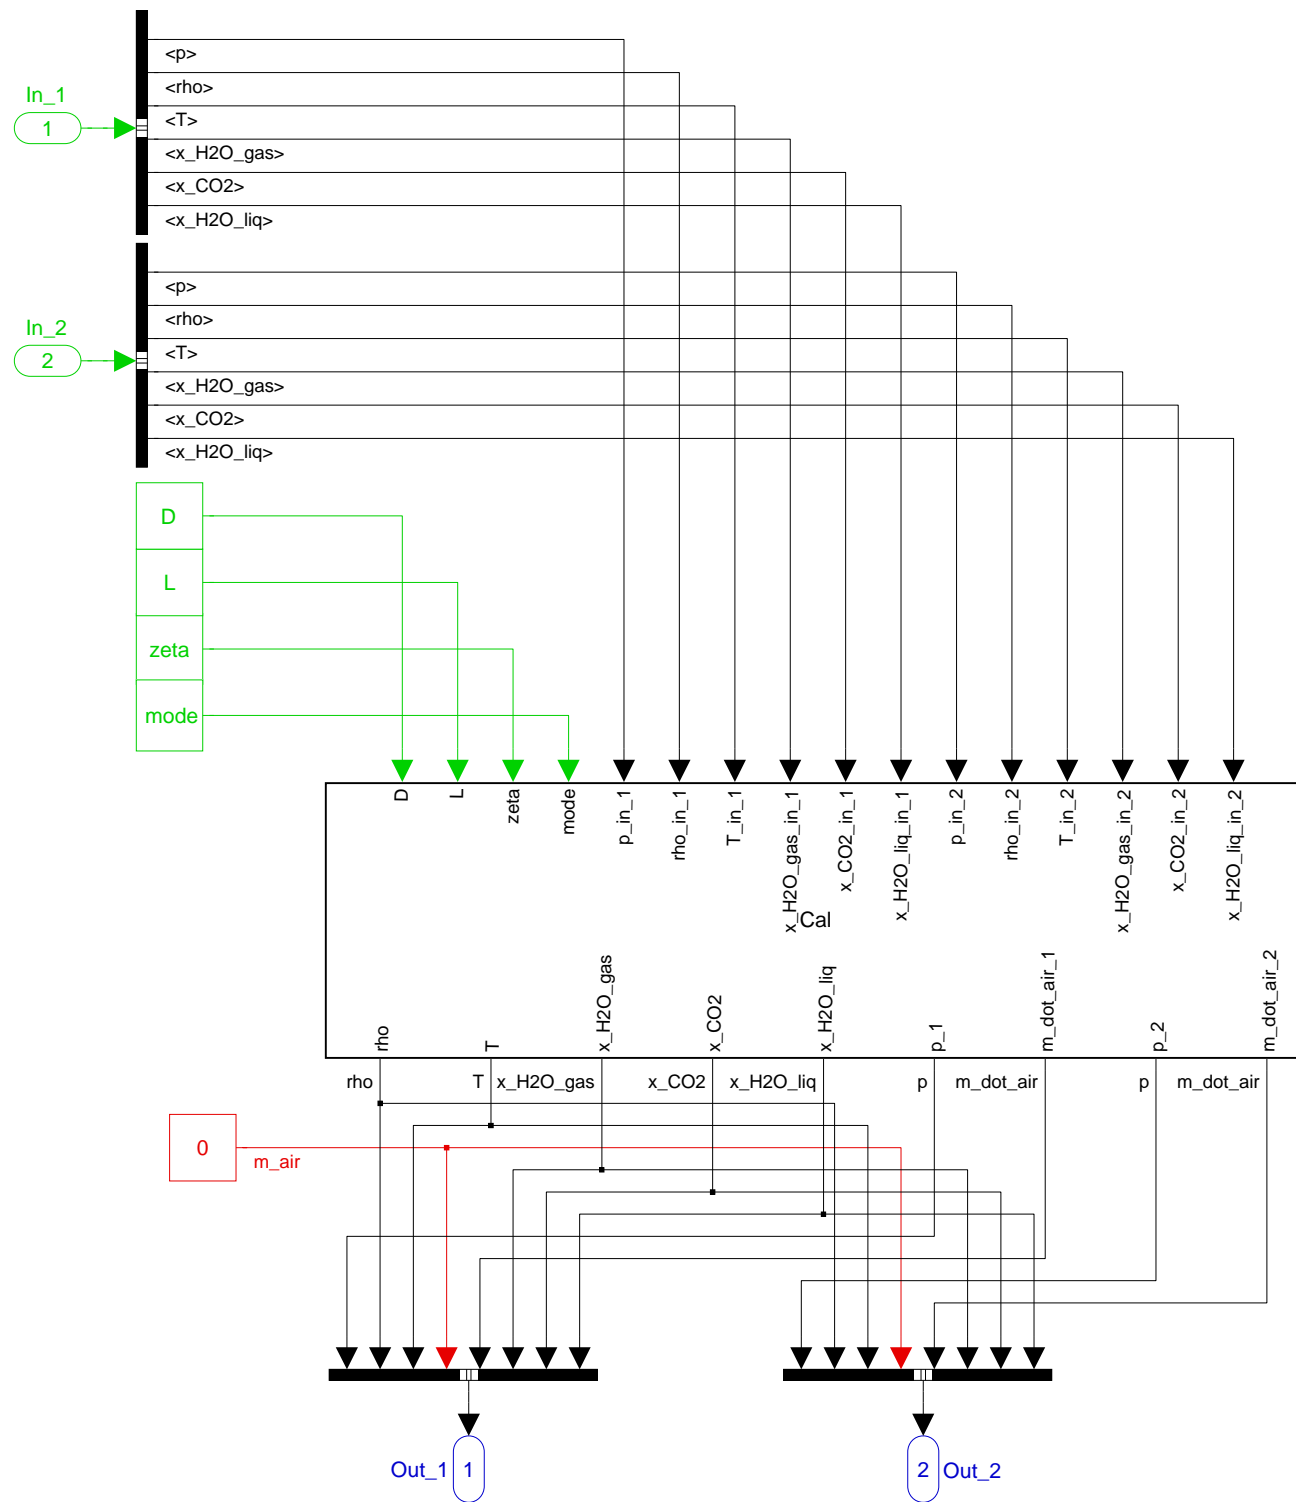 In_1
1
<p>
<rho>
<T>
<x_H2O_gas>
<x_CO2>
<x_H2O_liq>
In_2
2
<p>
<rho>
<T>
<x_H2O_gas>
<x_CO2>
<x_H2O_liq>
D
L
zeta
mode
D
L
zeta
mode
p_in_1
rho_in_1
T_in_1
x_H2O_gas_in_1
x_CO2_in_1
x_H2O_liq_in_1
p_in_2
rho_in_2
T_in_2
x_H2O_gas_in_2
x_CO2_in_2
x_H2O_liq_in_2
Cal
rho
T
x_H2O_gas
x_CO2
x_H2O_liq
p_1
m_dot_air_1
p_2
m_dot_air_2
rho
T
x_H2O_gas
x_CO2
x_H2O_liq
p
m_dot_air
p
m_dot_air
0
m_air
Out_1
1
2
Out_2